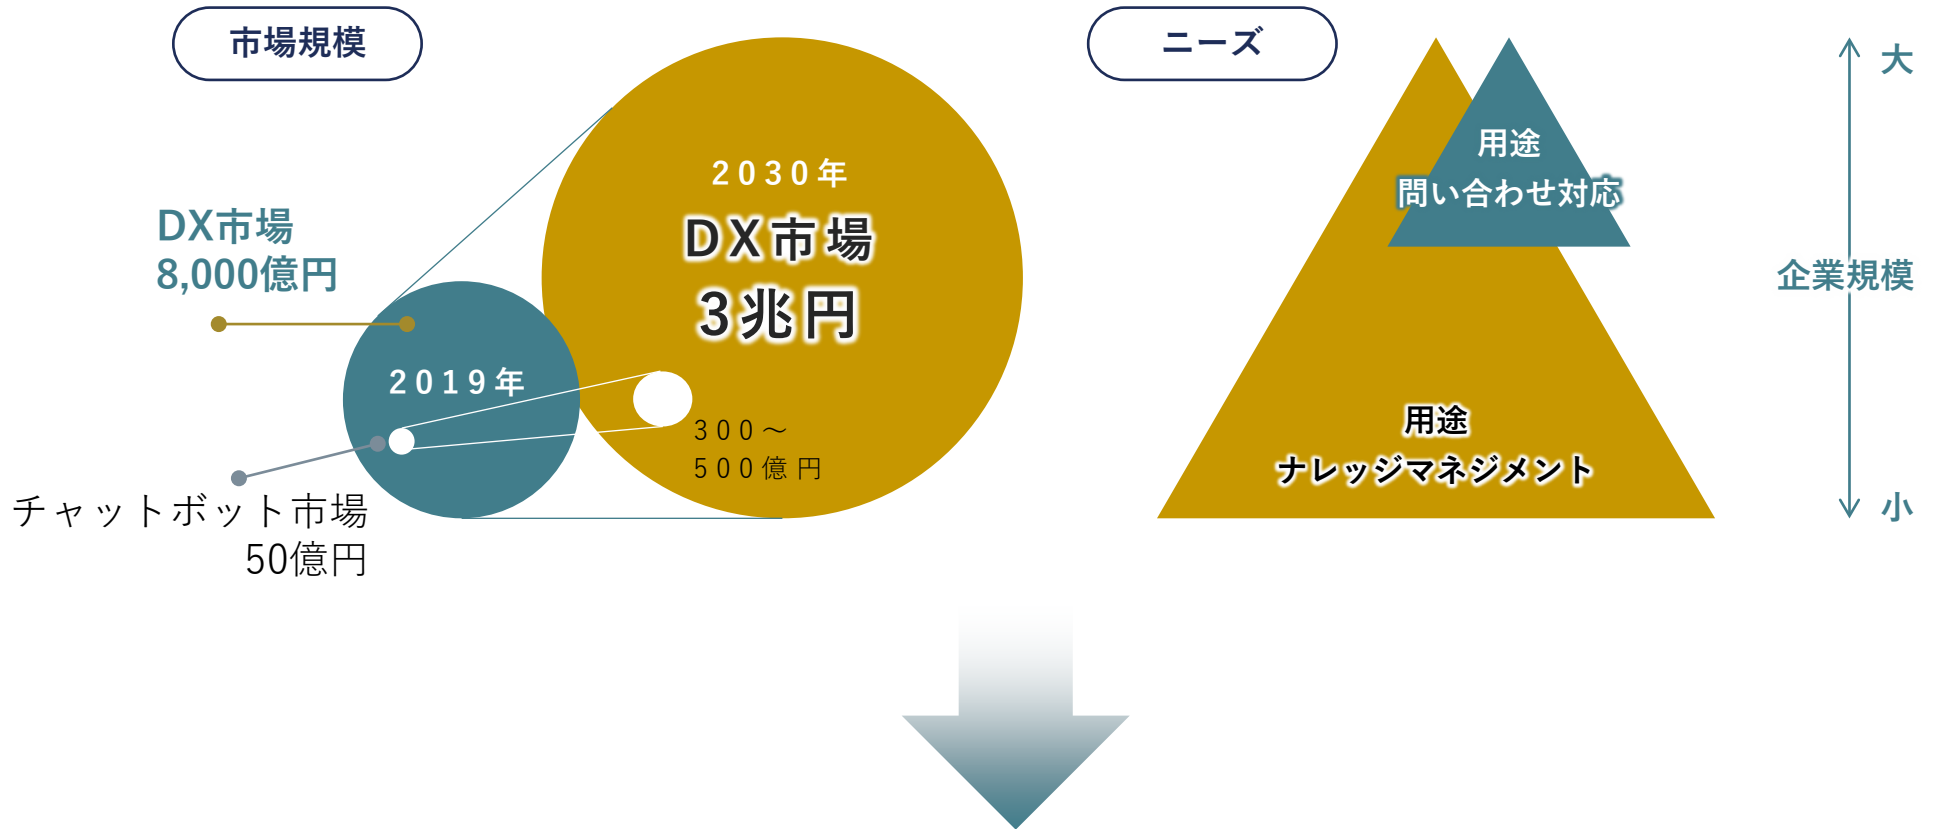 市場規模
2030年
DX市場
3兆円
DX市場
8,000億円
2019年
300～
500億円
チャットボット市場
50億円
ニーズ
用途
問い合わせ対応
用途
ナレッジマネジメント
大
企業規模
小